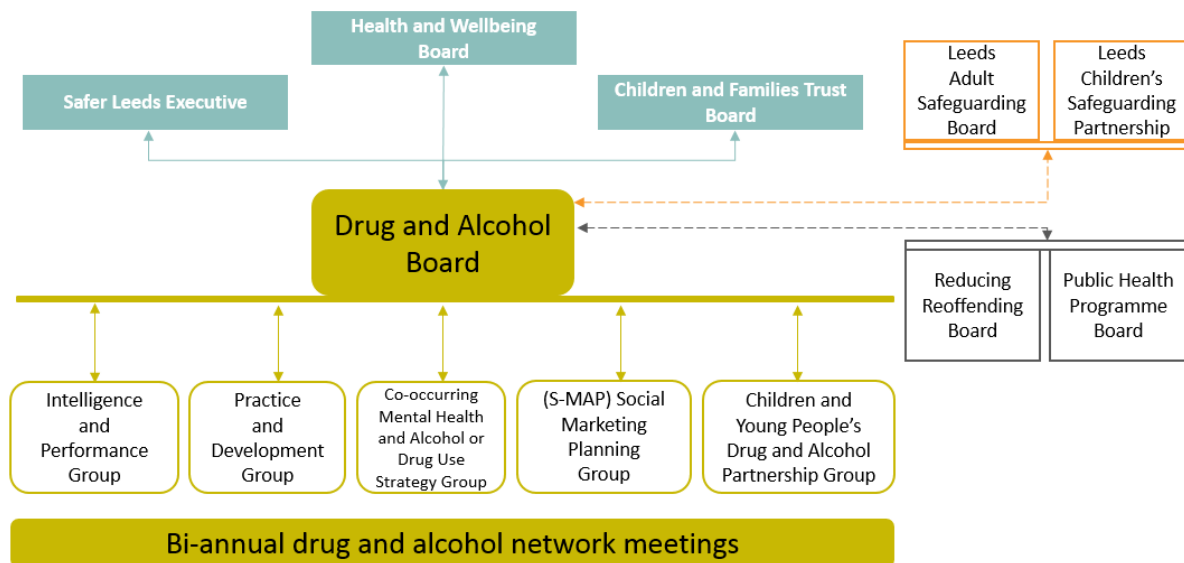 Health and Wellbeing
Board
Safer Leeds Executive
Children and Families Trust
Board
Leeds
Adult
Safeguarding
Board
Leeds
Children’s
Safeguarding
Partnership
Drug and Alcohol
Board
Reducing
Reoffending
Board
Public Health
Programme
Board
Intelligence
and
Performance
Group
Practice
and
Development
Group
Co-occurring
Mental Health
and Alcohol or
Drug Use
Strategy Group
(S-MAP) Social
Marketing
Planning
Group
Children and
Young People’s
Drug and Alcohol
Partnership Group
Bi-annual drug and alcohol network meetings